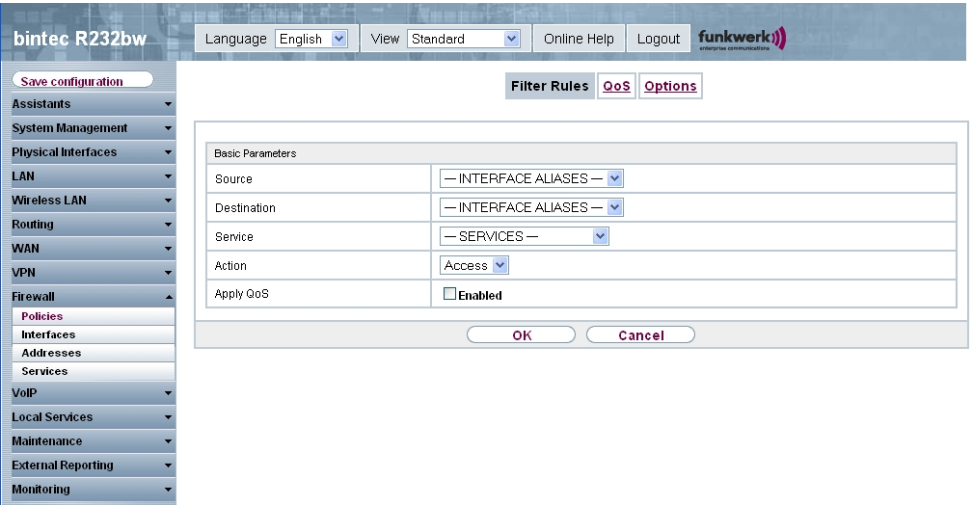 bintec R232bw
Language English View Standard Online Help Logout funkwerk
enterprise communications
Save configuration
Filter Rules QoS Options
Assistants
System Management
Physical Interfaces
LAN
Wireless LAN
Routing
WAN
VPN
Firewall
Policies
Interfaces
Addresses
Services
VoIP
Local Services
Maintenance
External Reporting
Monitoring
Basic Parameters
Source — INTERFACE ALIASES —
Destination — INTERFACE ALIASES —
Service — SERVICES —
Action Access
Apply QoS Enabled
OK Cancel